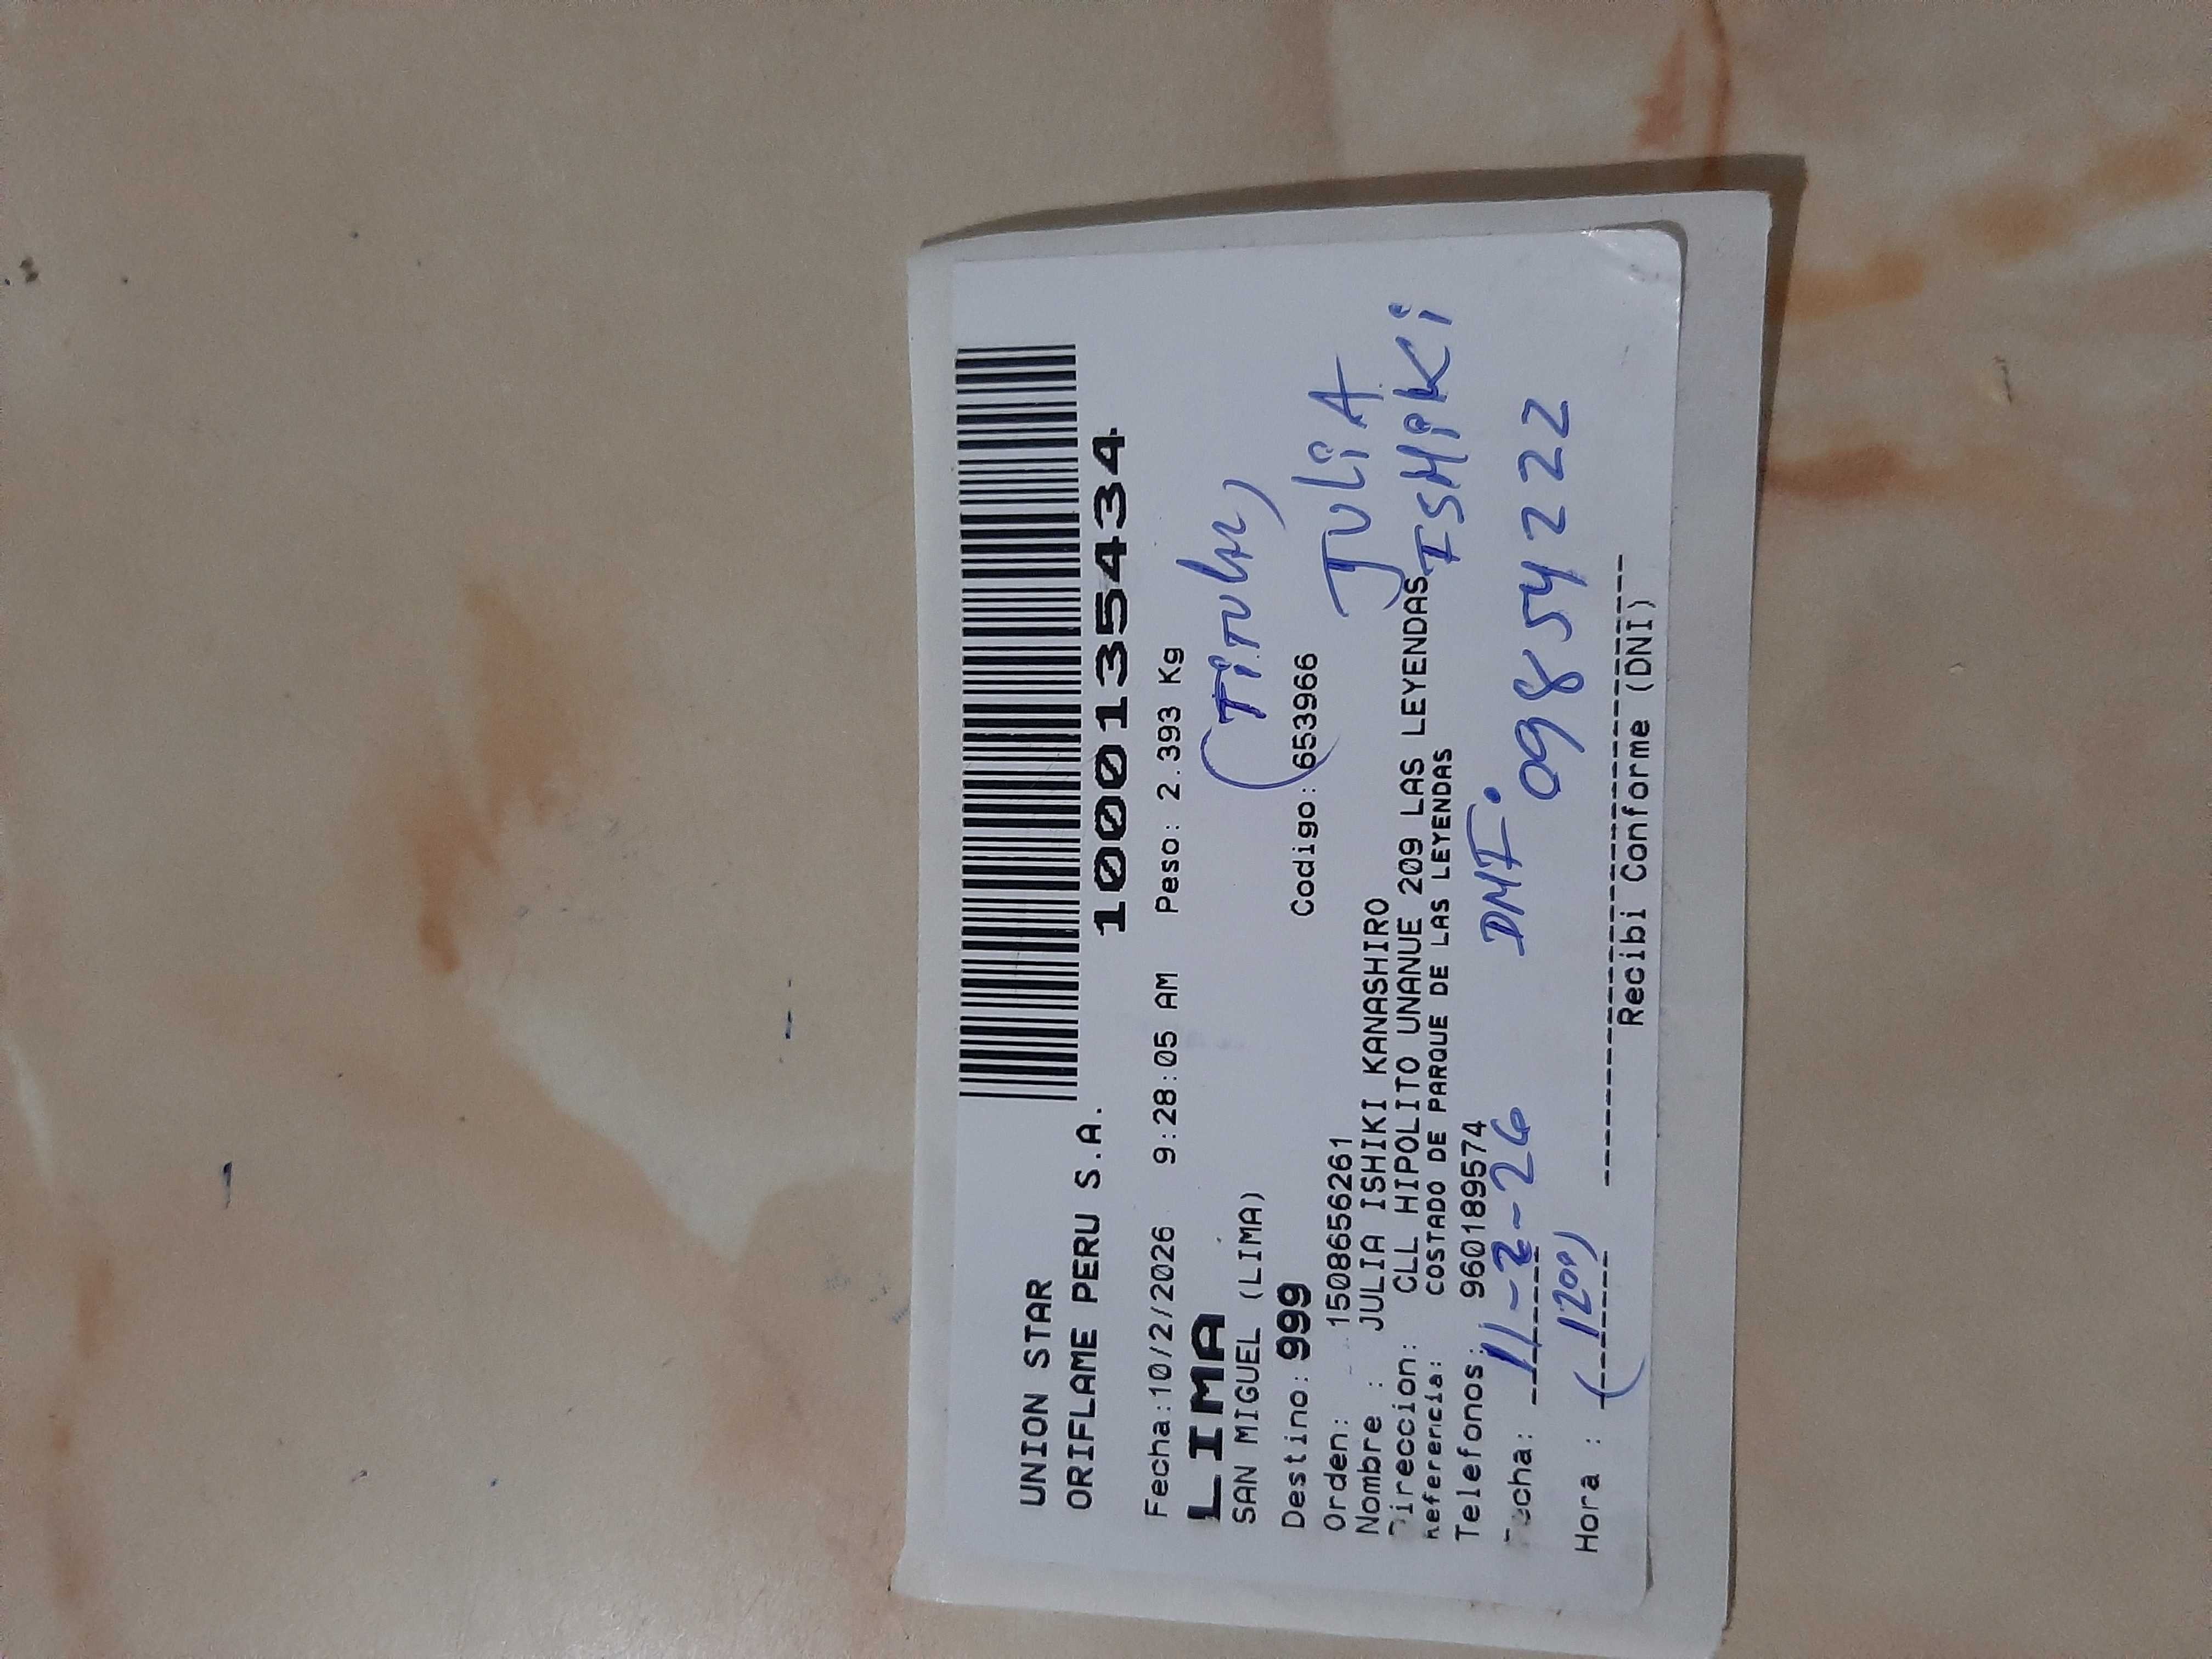 UNION STAR
ORIFLAME PERU S.A.
1000135434
Fecha:10/2/2026 9:28:05 AM Peso: 2.393 Kg
LIMA
SAN MIGUEL (LIMA)
(Titular)
Destino: 999
Codigo: 653966
Orden: 1508656261
Nombre : JULIA ISHIKI KANASHIRO
JULIA
Direccion: CLL HIPOLITO UNANUE 209 LAS LEYENDAS
ISHIKI
Referencia: COSTADO DE PARQUE DE LAS LEYENDAS
Telefonos: 960189574
DNI. 09854222
Fecha: 11-2-26
Hora : (1200)
Recibi Conforme (DNI)